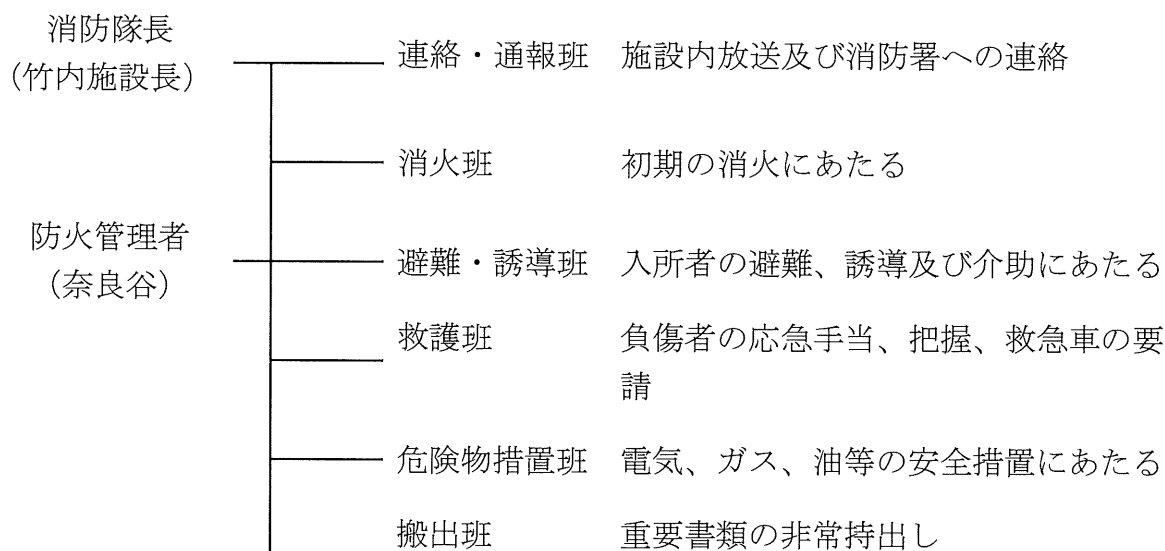 消防隊長
(竹内施設長)
連絡・通報班 施設内放送及び消防署への連絡
消火班 初期の消火にあたる
防火管理者
(奈良谷)
避難・誘導班 入所者の避難、誘導及び介助にあたる
救護班 負傷者の応急手当、把握、救急車の要
請
危険物措置班 電気、ガス、油等の安全措置にあたる
搬出班 重要書類の非常持出し